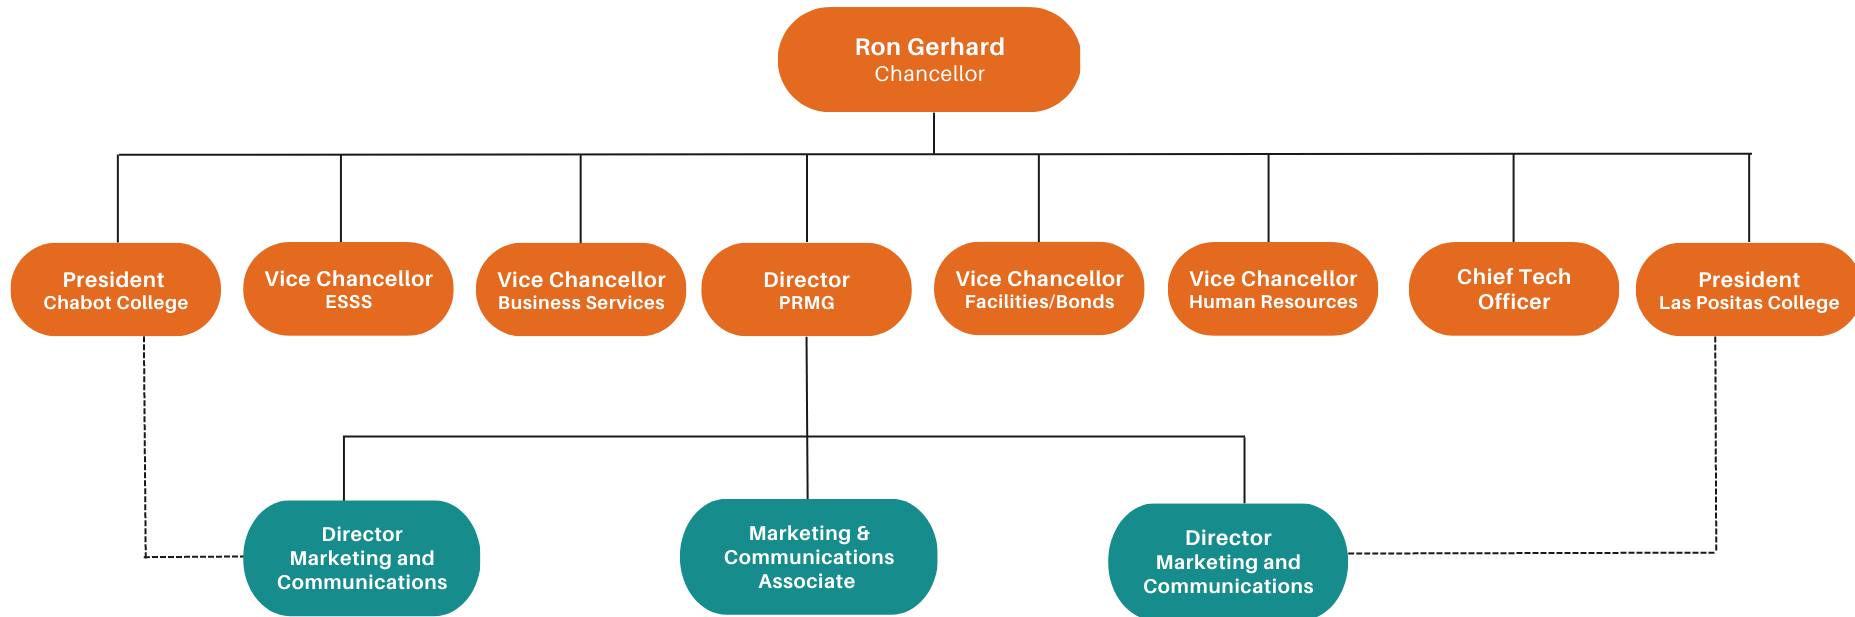 Ron Gerhard
Chancellor
President
Chabot College
Vice Chancellor
ESSS
Vice Chancellor
Business Services
Director
PRMG
Vice Chancellor
Facilities/Bonds
Vice Chancellor
Human Resources
Chief Tech
Officer
President
Las Positas College
Director
Marketing and
Communications
Marketing &
Communications
Associate
Director
Marketing and
Communications